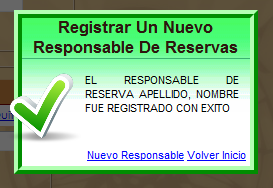 Registrar Un Nuevo
Responsable De Reservas
EL RESPONSABLE DE
RESERVA APELLIDO, NOMBRE
FUE REGISTRADO CON EXITO
Nuevo Responsable Volver Inicio